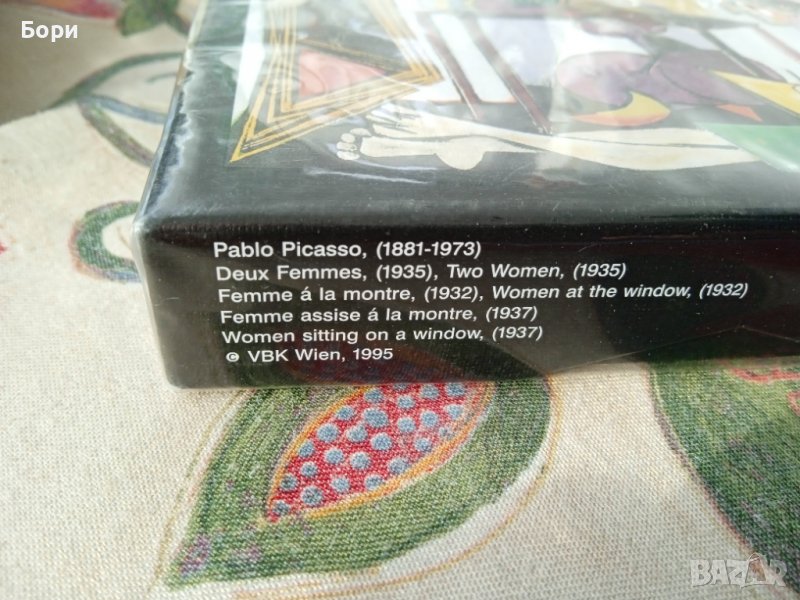 Бори
Pablo Picasso, (1881-1973)
Deux Femmes, (1935), Two Women, (1935)
Femme á la montre, (1932), Women at the window, (1932)
Femme assise á la montre, (1937)
Women sitting on a window, (1937)
© VBK Wien, 1995
BAZAR